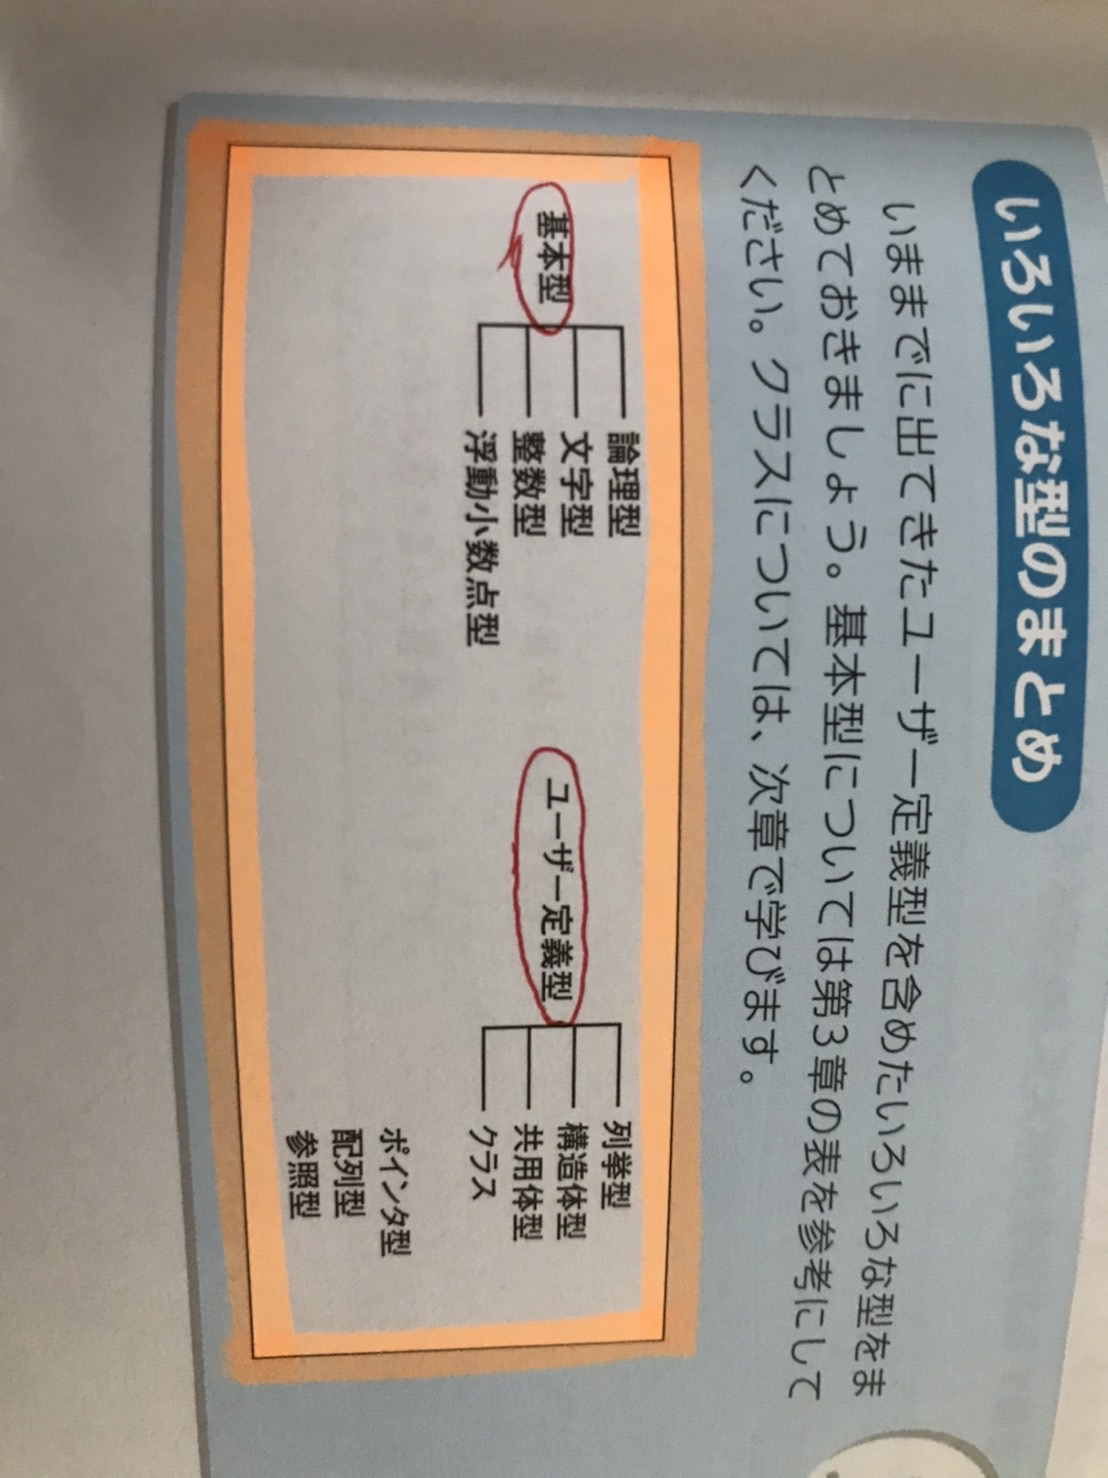 いろいろな型のまとめ
いままでに出てきたユーザー定義型を含めたいろいろな型をま
とめておきましょう。基本型については第3章の表を参考にして
ください。クラスについては、次章で学びます。
基本型
論理型
文字型
整数型
浮動小数点型
ユーザー定義型
列挙型
構造体型
共用体型
クラス
ポインタ型
配列型
参照型